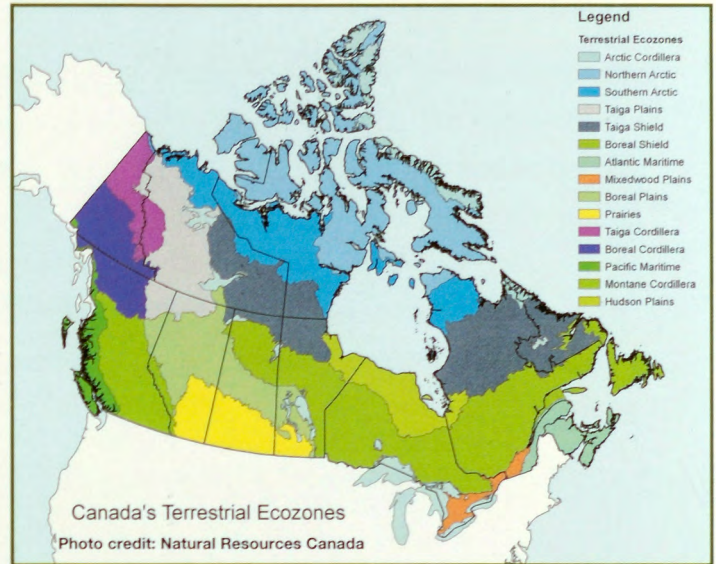 Legend
Terrestrial Ecozones
Arctic Cordillera
Northern Arctic
Southern Arctic
Taiga Plains
Taiga Shield
Boreal Shield
Atlantic Maritime
Mixedwood Plains
Boreal Plains
Prairies
Taiga Cordillera
Boreal Cordillera
Pacific Maritime
Montane Cordillera
Hudson Plains
Canada's Terrestrial Ecozones
Photo credit: Natural Resources Canada